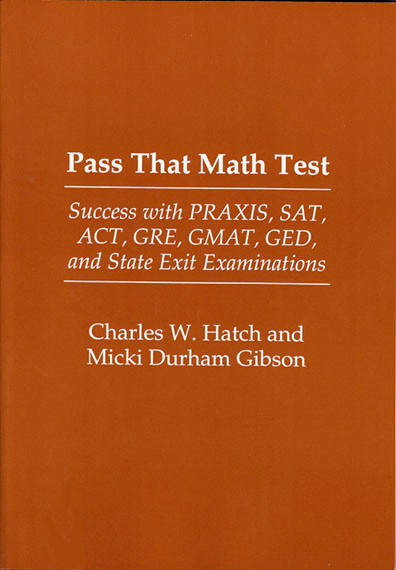 Pass That Math Test
Success with PRAXIS, SAT,
ACT, GRE, GMAT, GED,
and State Exit Examinations
Charles W. Hatch and
Micki Durham Gibson